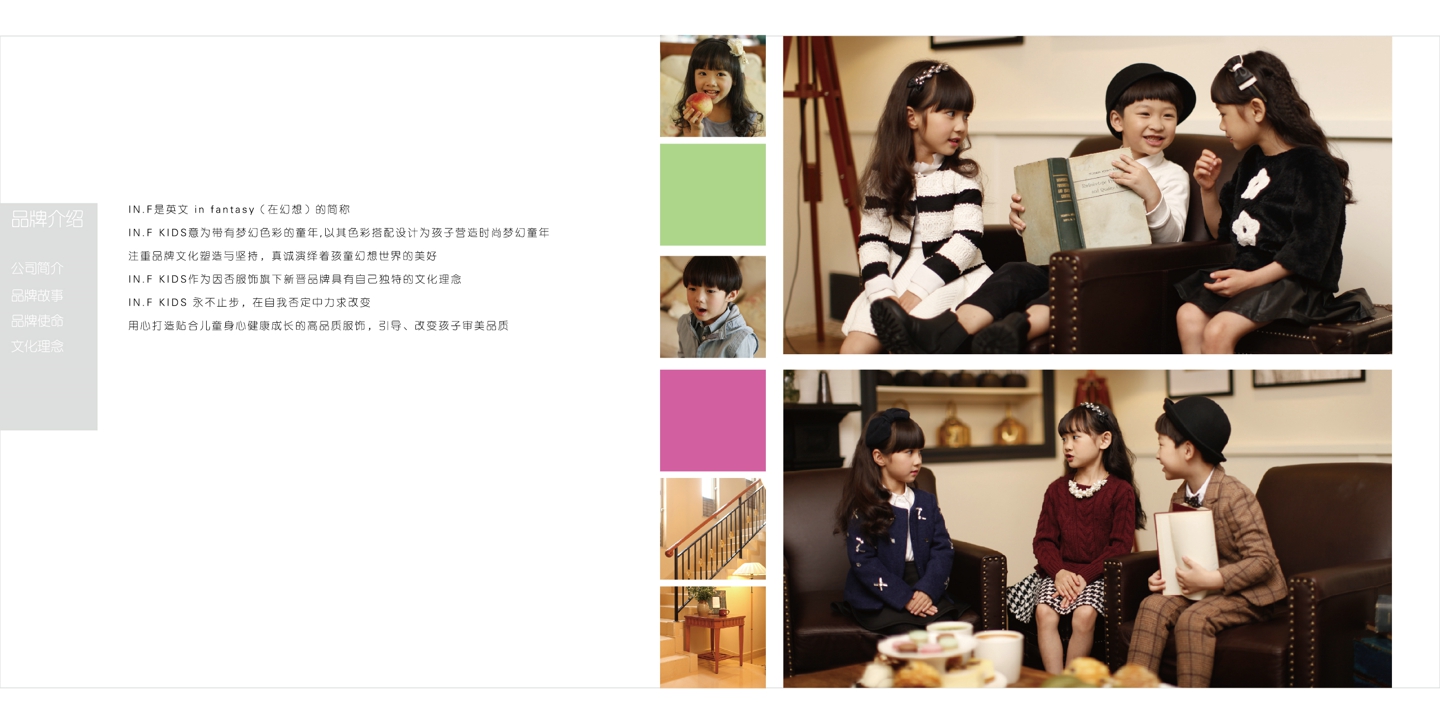 品牌介绍
公司简介
品牌故事
品牌使命
文化理念
IN.F是英文 in fantasy（在幻想）的简称
IN.F KIDS意为带有梦幻色彩的童年,以其色彩搭配设计为孩子营造时尚梦幻童年
注重品牌文化塑造与坚持，真诚演绎着孩童幻想世界的美好
IN.F KIDS作为因否服饰旗下新晋品牌具有自己独特的文化理念
IN.F KIDS 永不止步，在自我否定中力求改变
用心打造贴合儿童身心健康成长的高品质服饰，引导、改变孩子审美品质